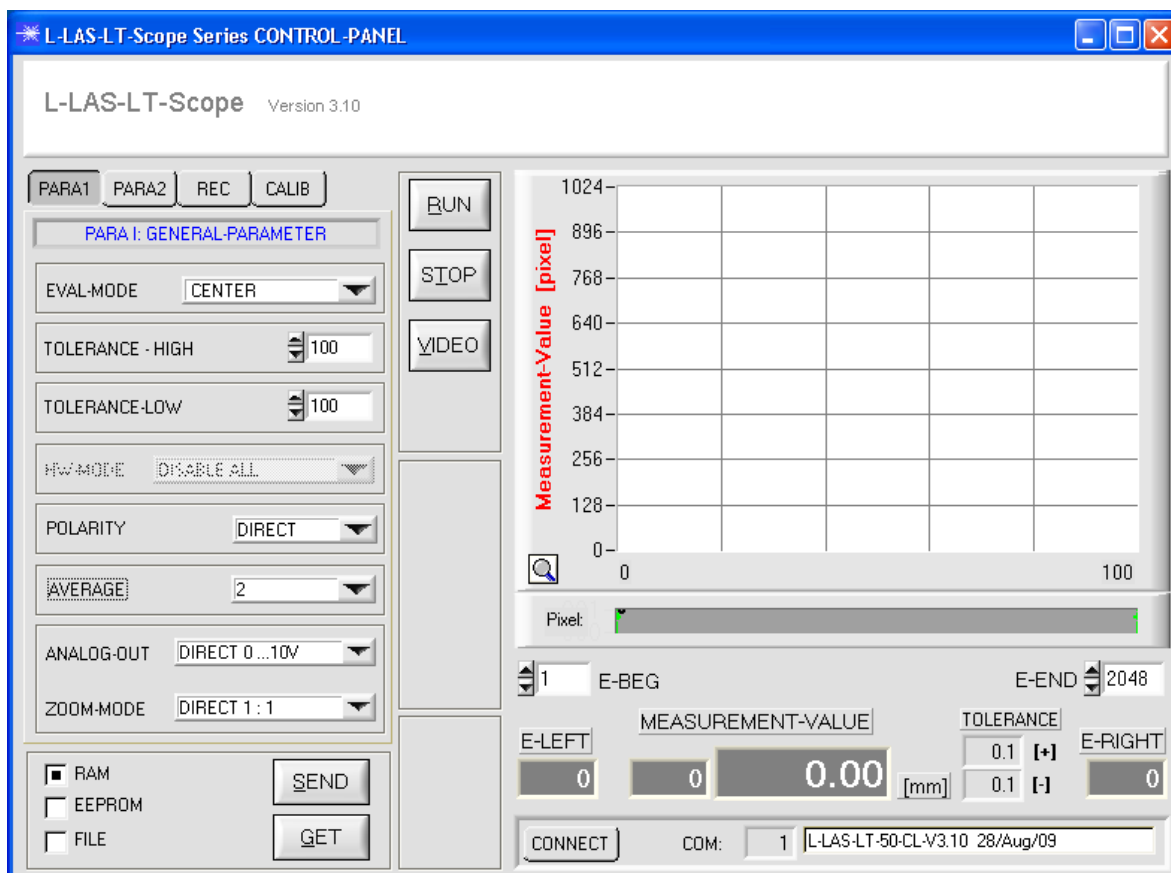 L-LAS-LT-Scope Series CONTROL-PANEL
L-LAS-LT-Scope Version 3.10
PARA1 PARA2 REC CALIB
PARA I: GENERAL-PARAMETER
EVAL-MODE CENTER
TOLERANCE - HIGH 100
TOLERANCE-LOW 100
HW-MODE DISABLE ALL
POLARITY DIRECT
AVERAGE 2
ANALOG-OUT DIRECT 0 ...10V
ZOOM-MODE DIRECT 1 : 1
RAM
EEPROM
FILE
SEND
GET
RUN
STOP
VIDEO
Measurement-Value [pixel]
1024
896
768
640
512
384
256
128
0
0 100
Pixel:
1 E-BEG E-END 2048
E-LEFT MEASUREMENT-VALUE TOLERANCE E-RIGHT
0 0 0.00 [mm] 0.1 [+] 0
0.1 [-]
CONNECT COM: 1 L-LAS-LT-50-CL-V3.10 28/Aug/09